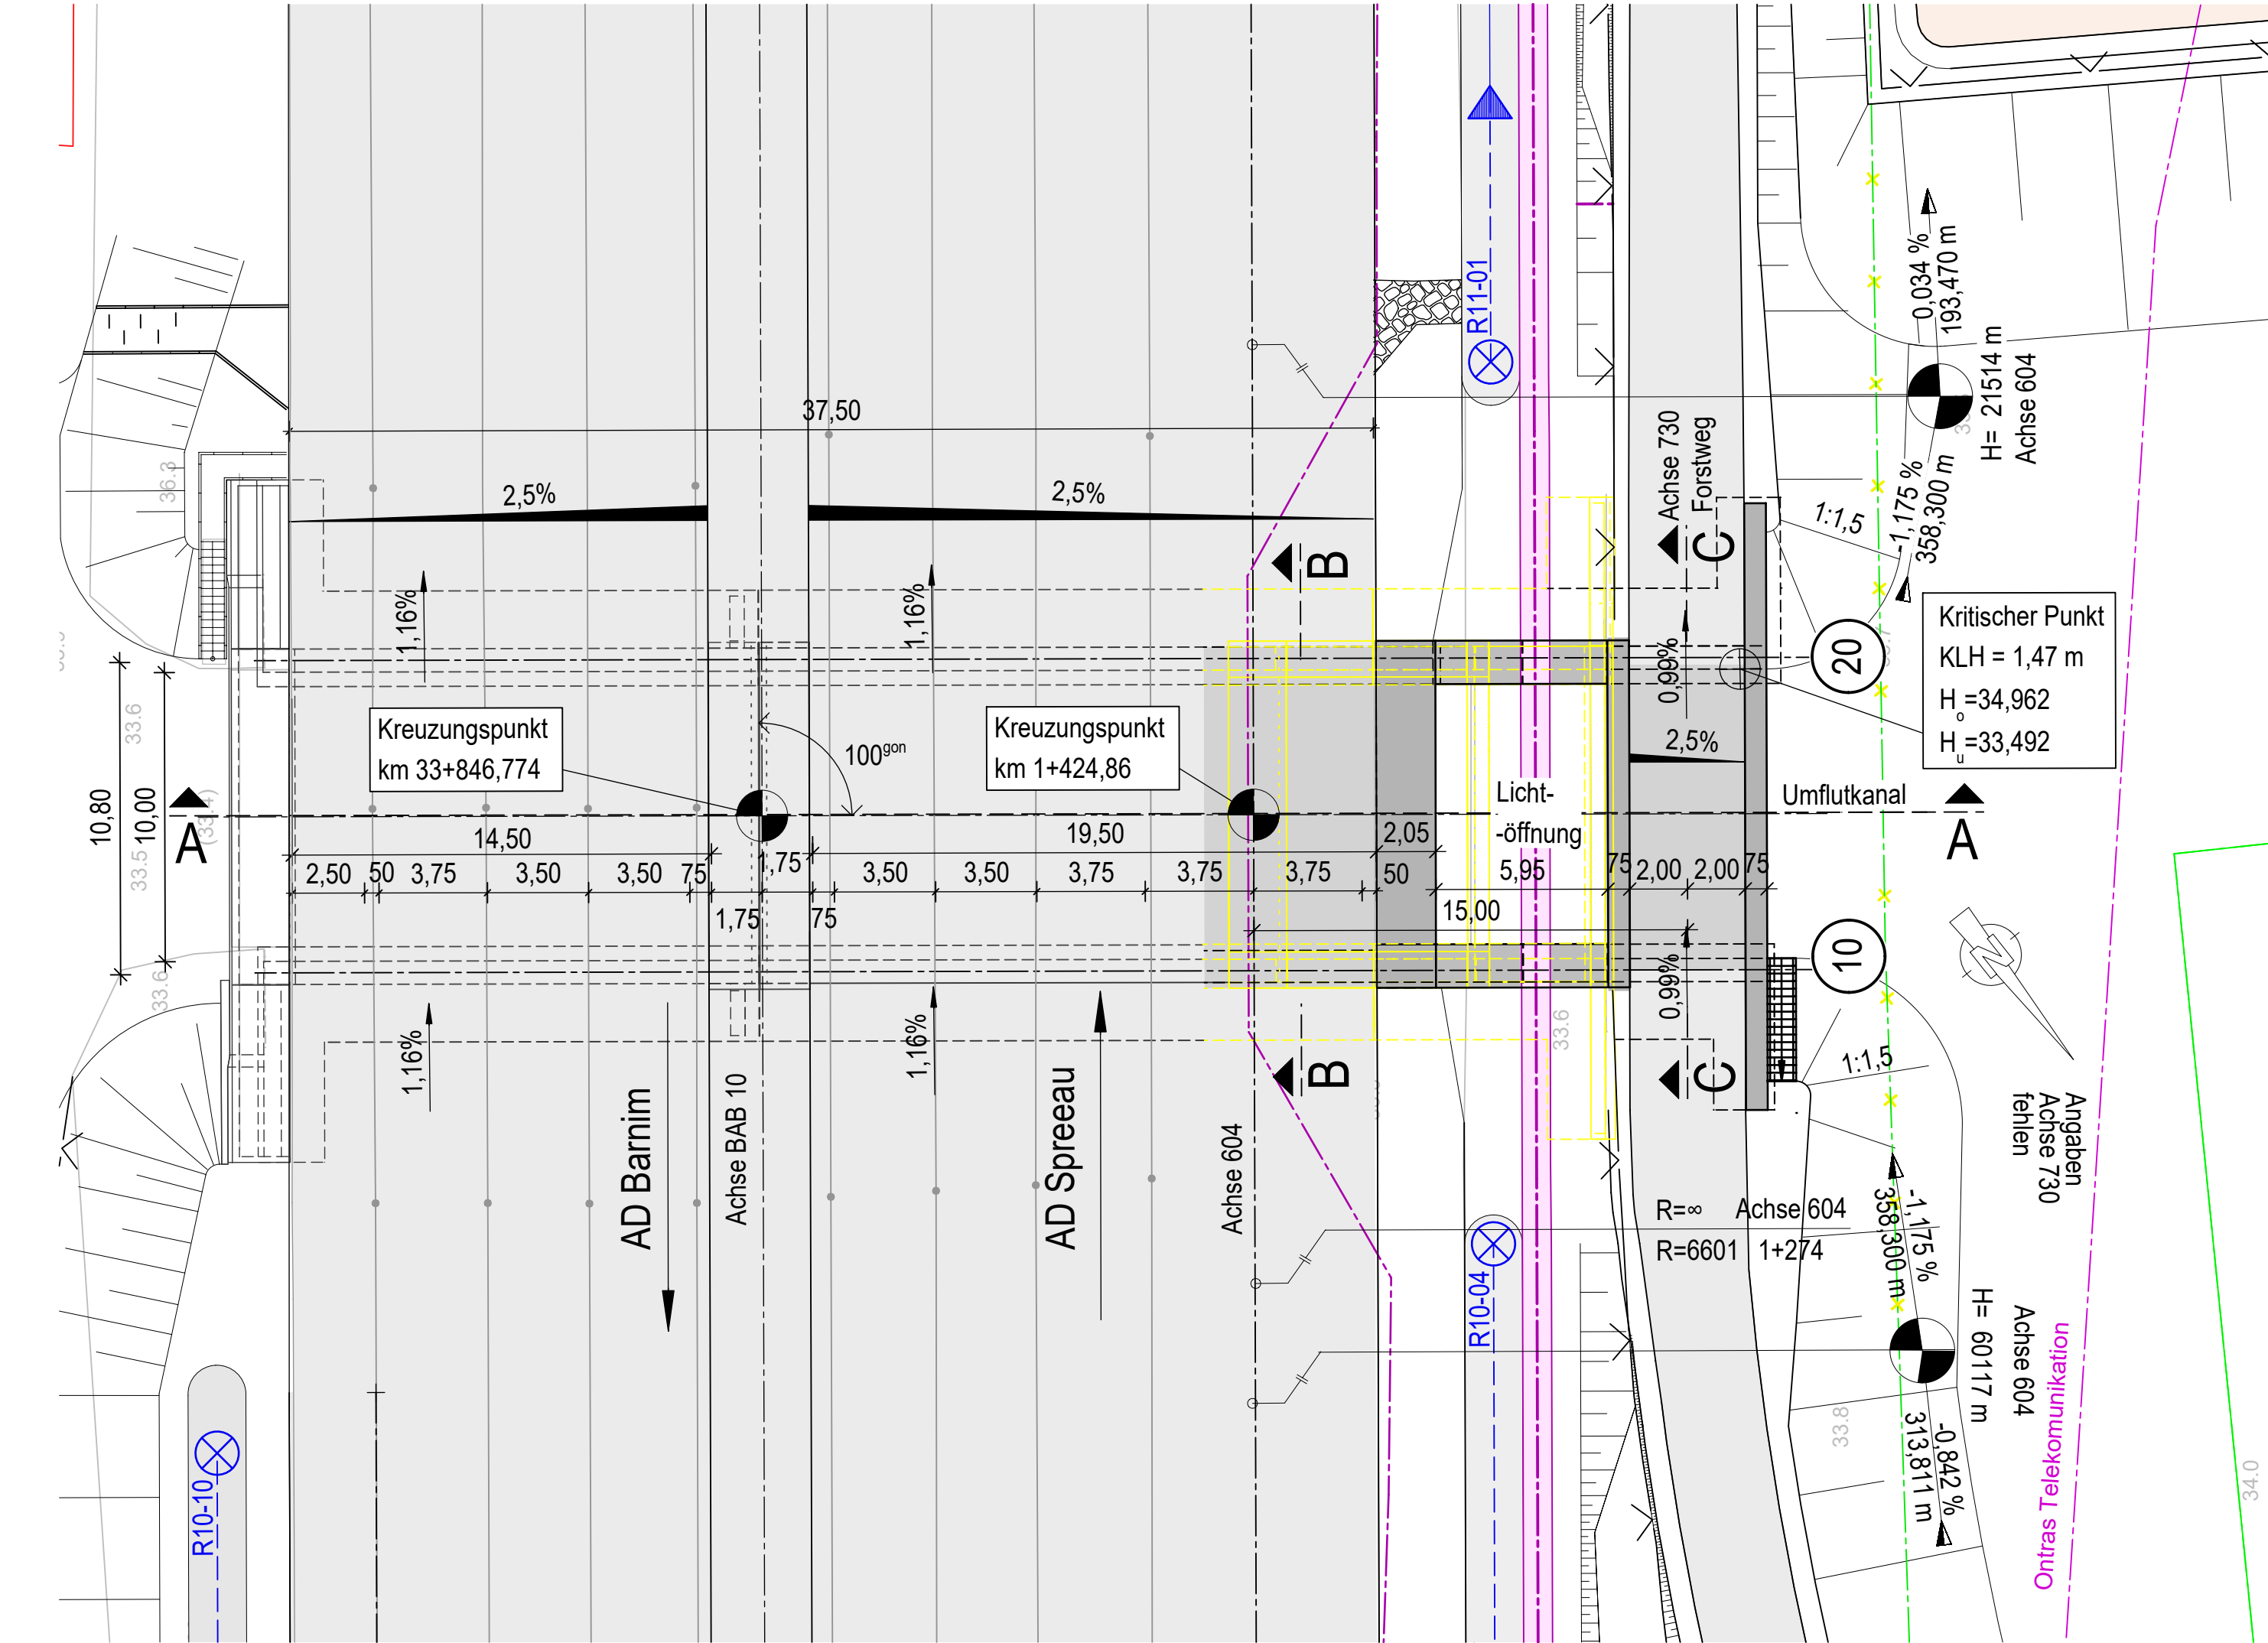 R11-01
0,034 %
193,470 m
H= 21514 m
Achse 604
37,50
36.3
2,5%
2,5%
Achse 730
Forstweg
1:1,5
-1,175 %
358,300 m
B
C
1,16%
1,16%
0,99%
20
Kritischer Punkt
KLH = 1,47 m
Ho=34,962
Hu=33,492
33.6
Kreuzungspunkt
km 33+846,774
100gon
Kreuzungspunkt
km 1+424,86
2,5%
Licht-
-öffnung
Umflutkanal
10,80
10,00
A
A
33.5
14,50
19,50
2,05
2,50
50
3,75
3,50
3,50
75
,75
3,50
3,50
3,75
3,75
3,75
50
5,95
75
2,00
2,00
75
1,75
75
15,00
33.6
10
N
1,16%
1,16%
0,99%
33.6
B
C
1:1,5
AD Barnim
Achse BAB 10
AD Spreeau
Achse 604
Angaben
Achse 730
fehlen
R=∞ Achse 604
R=6601 1+274
-1,175 %
358,300 m
R10-04
H= 60117 m
Achse 604
R10-10
33.8
-0,842 %
313,811 m
Ontras Telekomunikation
34.0